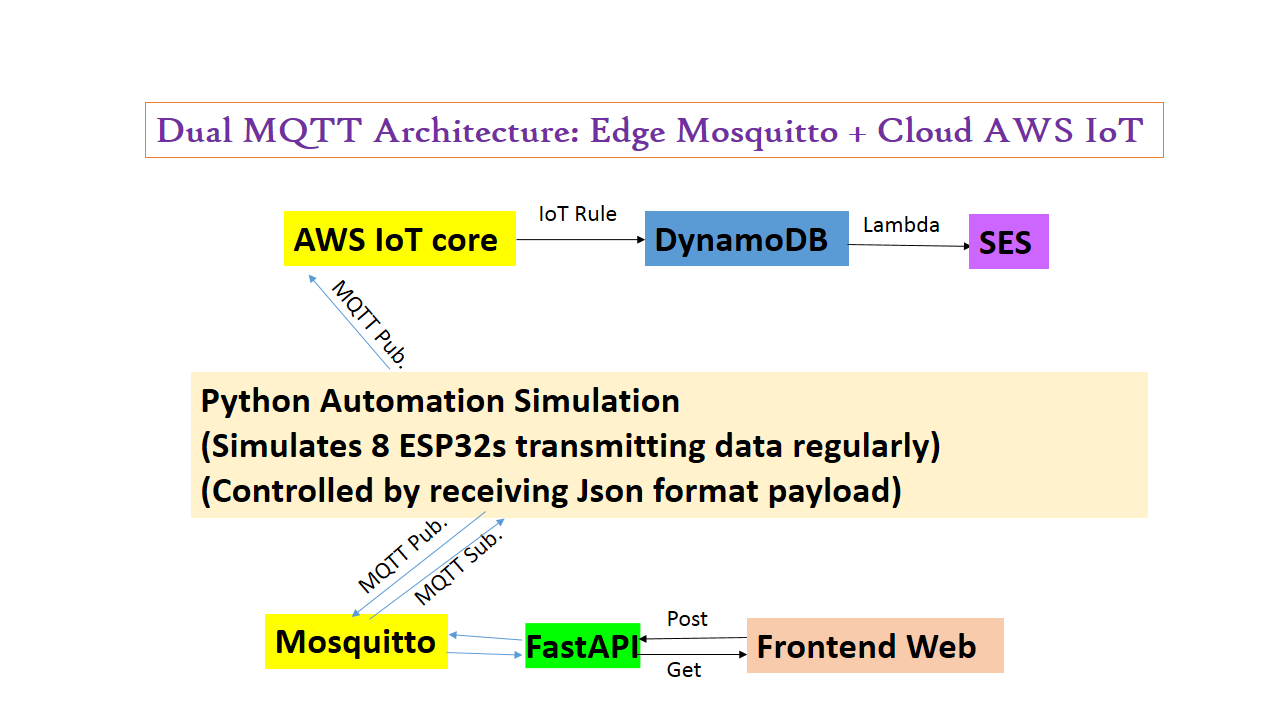 Dual MQTT Architecture: Edge Mosquitto + Cloud AWS IoT
AWS IoT core
IoT Rule
DynamoDB
Lambda
SES
MQTT Pub.
Python Automation Simulation
(Simulates 8 ESP32s transmitting data regularly)
(Controlled by receiving Json format payload)
MQTT Pub.
MQTT Sub.
Mosquitto
FastAPI
Post
Get
Frontend Web